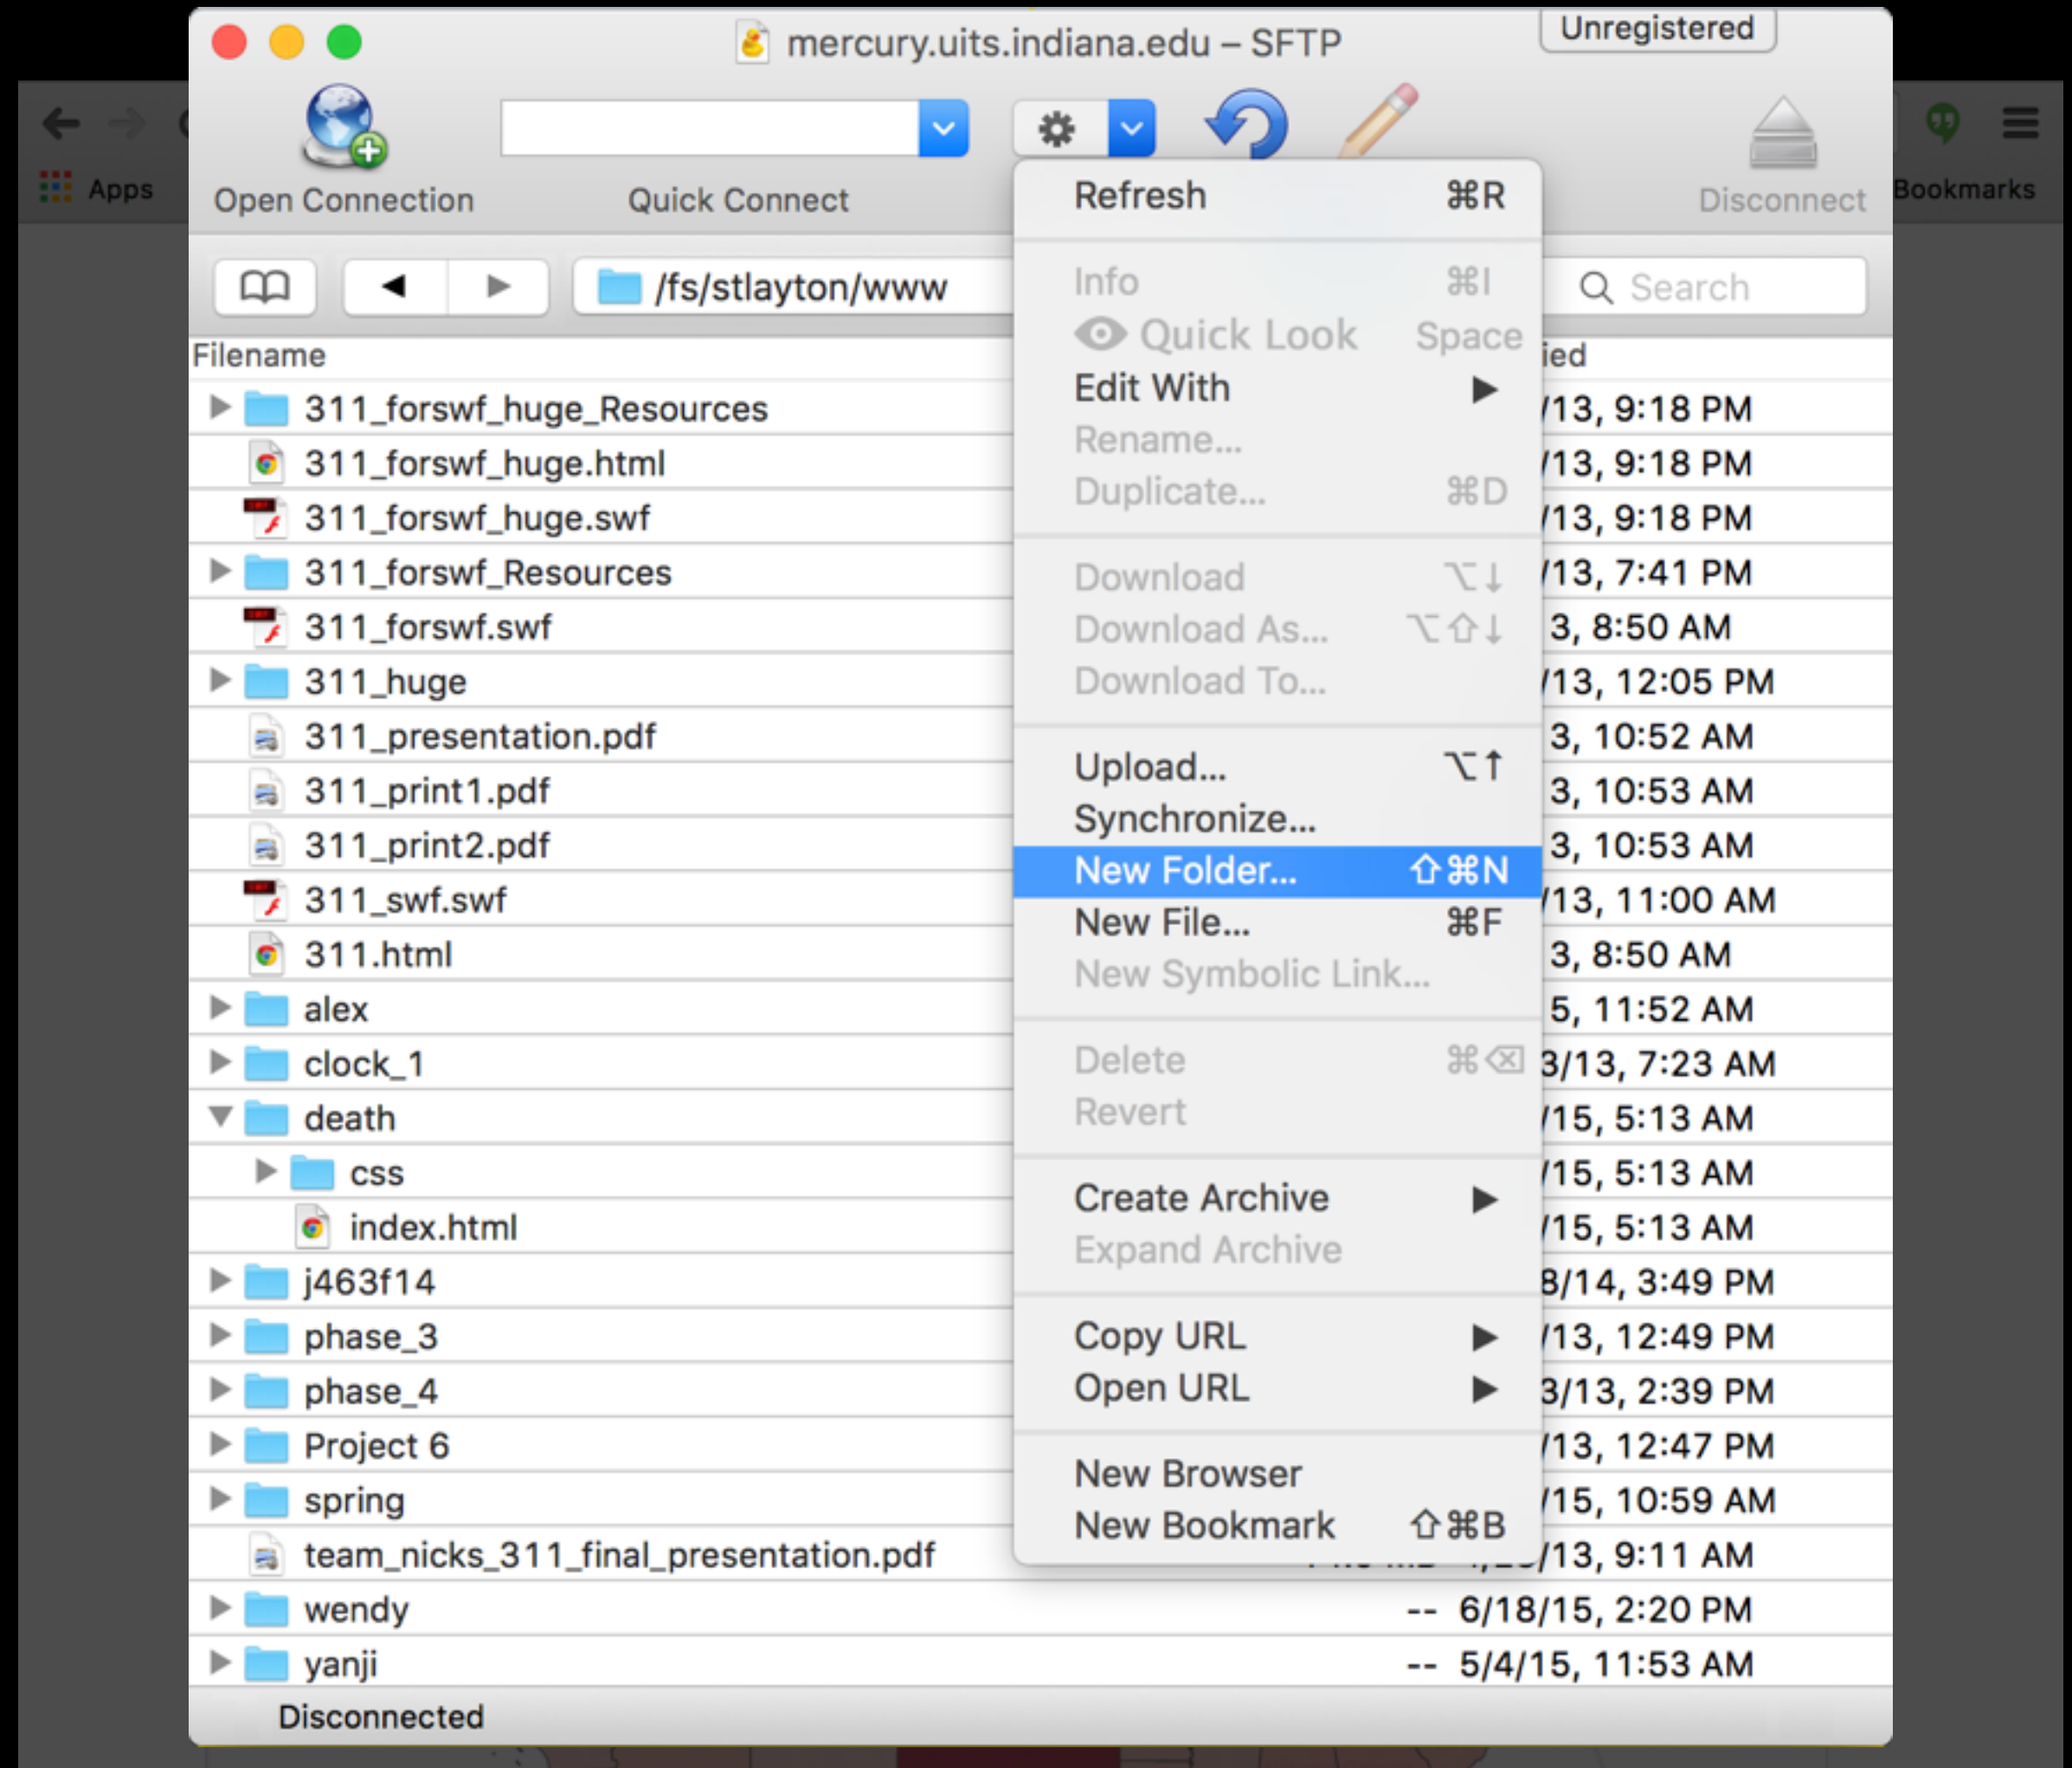 mercury.uits.indiana.edu – SFTP
Unregistered
Apps
Bookmarks
Open Connection
Quick Connect
Disconnect
/fs/stlayton/www
Search
Filename
311_forswf_huge_Resources
/13, 9:18 PM
311_forswf_huge.html
/13, 9:18 PM
311_forswf_huge.swf
/13, 9:18 PM
311_forswf_Resources
/13, 7:41 PM
311_forswf.swf
3, 8:50 AM
311_huge
/13, 12:05 PM
311_presentation.pdf
3, 10:52 AM
311_print1.pdf
3, 10:53 AM
311_print2.pdf
3, 10:53 AM
311_swf.swf
/13, 11:00 AM
311.html
3, 8:50 AM
alex
5, 11:52 AM
clock_1
3/13, 7:23 AM
death
/15, 5:13 AM
css
/15, 5:13 AM
index.html
/15, 5:13 AM
j463f14
8/14, 3:49 PM
phase_3
/13, 12:49 PM
phase_4
3/13, 2:39 PM
Project 6
/13, 12:47 PM
spring
/15, 10:59 AM
team_nicks_311_final_presentation.pdf
/13, 9:11 AM
wendy
-- 6/18/15, 2:20 PM
yanji
-- 5/4/15, 11:53 AM
Disconnected
Refresh ⌘R
Info ⌘I
Quick Look Space
Edit With ▶
Rename...
Duplicate... ⌘D
Download ⌥↓
Download As... ⌥⇧↓
Download To...
Upload... ⌥↑
Synchronize...
New Folder... ⇧⌘N
New File... ⌘F
New Symbolic Link...
Delete ⌘⌫
Revert
Create Archive ▶
Expand Archive
Copy URL ▶
Open URL ▶
New Browser
New Bookmark ⇧⌘B